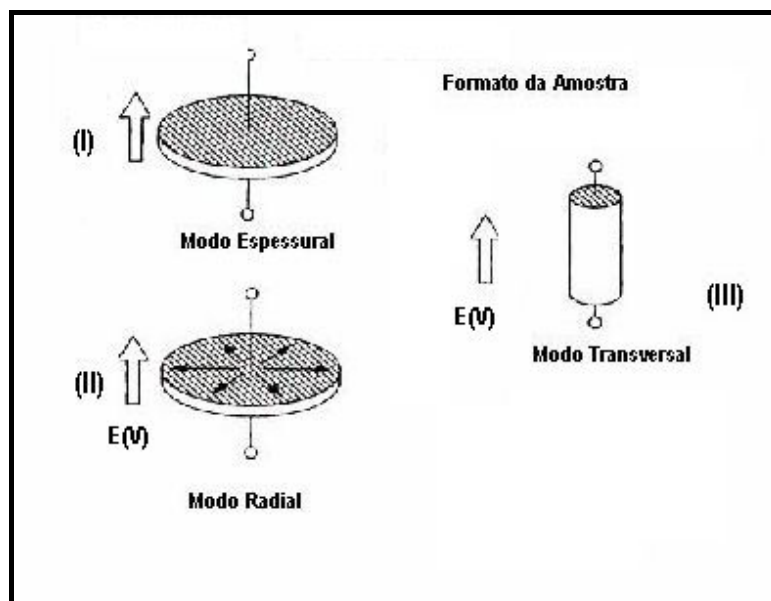 Formato da Amostra
(I)
Modo Espessural
E(V)
(III)
Modo Transversal
(II)
E(V)
Modo Radial